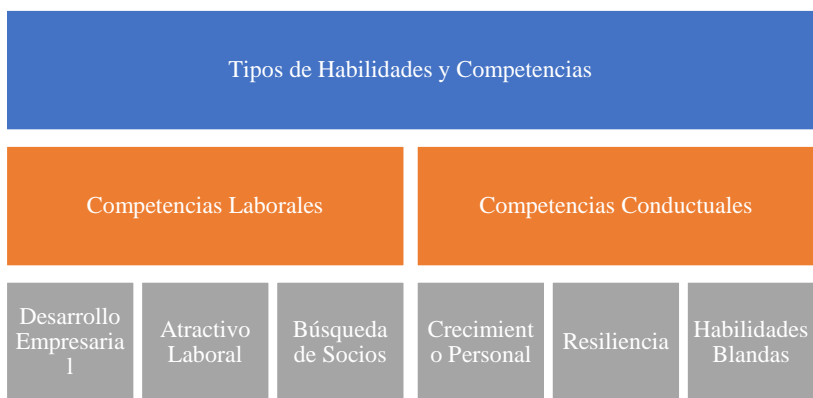 Tipos de Habilidades y Competencias
Competencias Laborales
Competencias Conductuales
Desarrollo
Empresaria
l
Atractivo
Laboral
Búsqueda
de Socios
Crecimient
o Personal
Resiliencia
Habilidades
Blandas